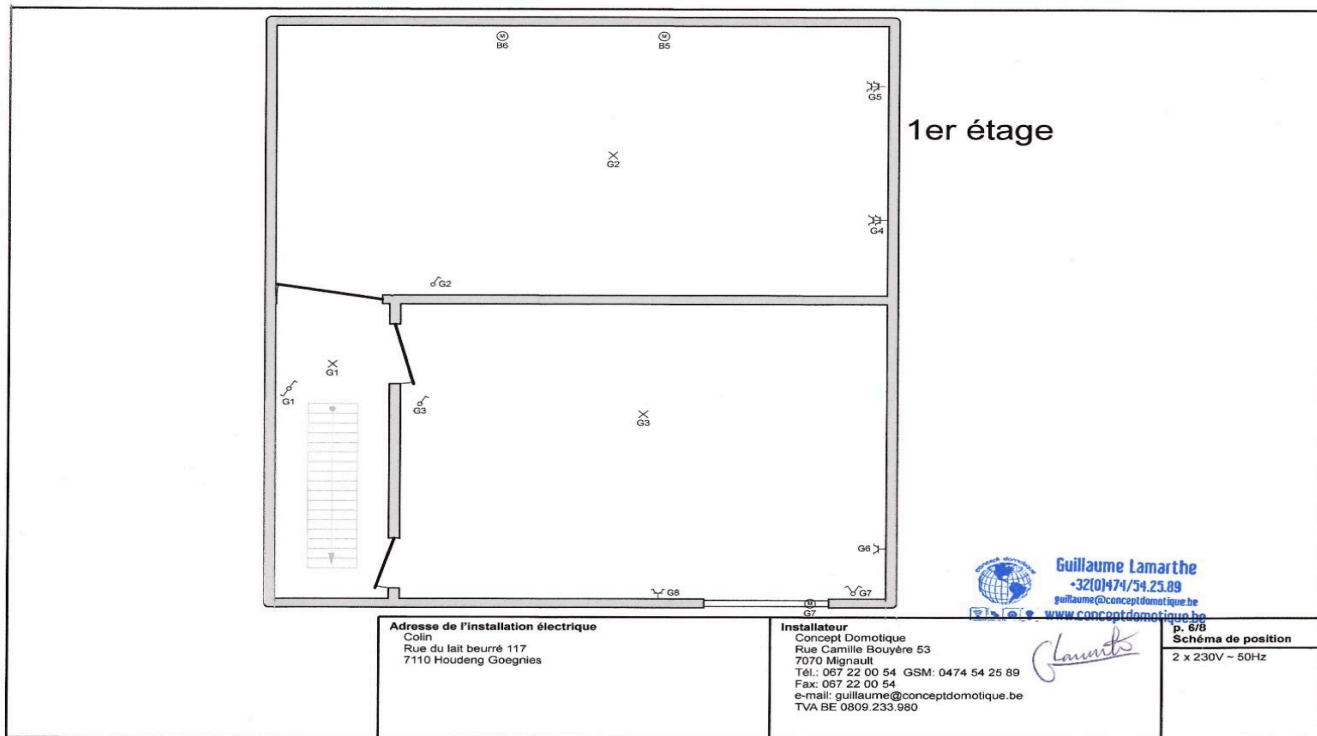 B6
B5
G5
1er étage
G2
G4
G2
G1
G1
G3
G3
G6
G8
G7
G7
Guillaume Lamarthe
+32(0)474/54.25.89
guillaume@conceptdomotique.be
www.conceptdomotique.be
concept domotique
Adresse de l'installation électrique
Colin
Rue du lait beurré 117
7110 Houdeng Goegnies
Installateur
Concept Domotique
Rue Camille Bouyère 53
7070 Mignault
Tél.: 067 22 00 54 GSM: 0474 54 25 89
Fax: 067 22 00 54
e-mail: guillaume@conceptdomotique.be
TVA BE 0809.233.980
p. 6/8
Schéma de position
2 x 230V ~ 50Hz